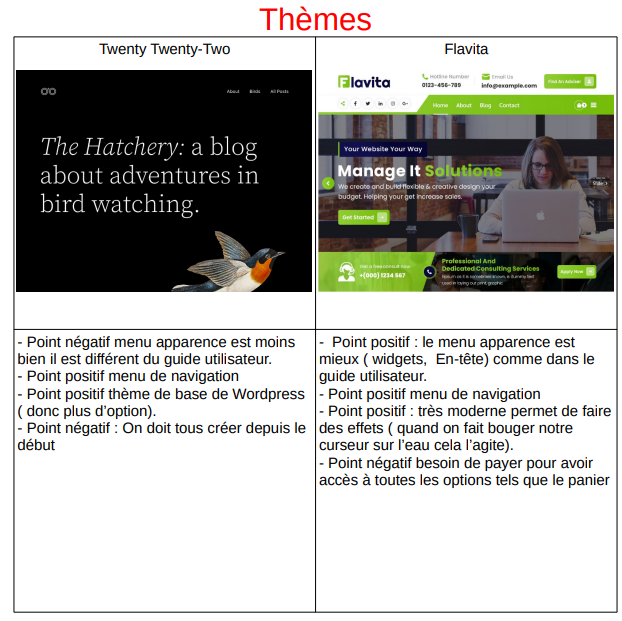 Thèmes
Twenty Twenty-Two
About Birds All Posts
The Hatchery: a blog
about adventures in
bird watching.
- Point négatif menu apparence est moins
bien il est différent du guide utilisateur.
- Point positif menu de navigation
- Point positif thème de base de Wordpress
( donc plus d’option).
- Point négatif : On doit tous créer depuis le
début
Flavita
Flavita
Hotline Number
0123-456-789
Email Us
info@example.com
Find An Adviser
Home About Blog Contact
Your Website Your Way
Manage It Solutions
We create and build flexible & creative design your
budget. Helping your get increase sales.
Get Started
+(000) 1234 567
Professional And
Dedicated Consulting Services
Apply Now
- Point positif : le menu apparence est
mieux ( widgets, En-tête) comme dans le
guide utilisateur.
- Point positif menu de navigation
- Point positif : très moderne permet de faire
des effets ( quand on fait bouger notre
curseur sur l’eau cela l’agite).
- Point négatif besoin de payer pour avoir
accès à toutes les options tels que le panier